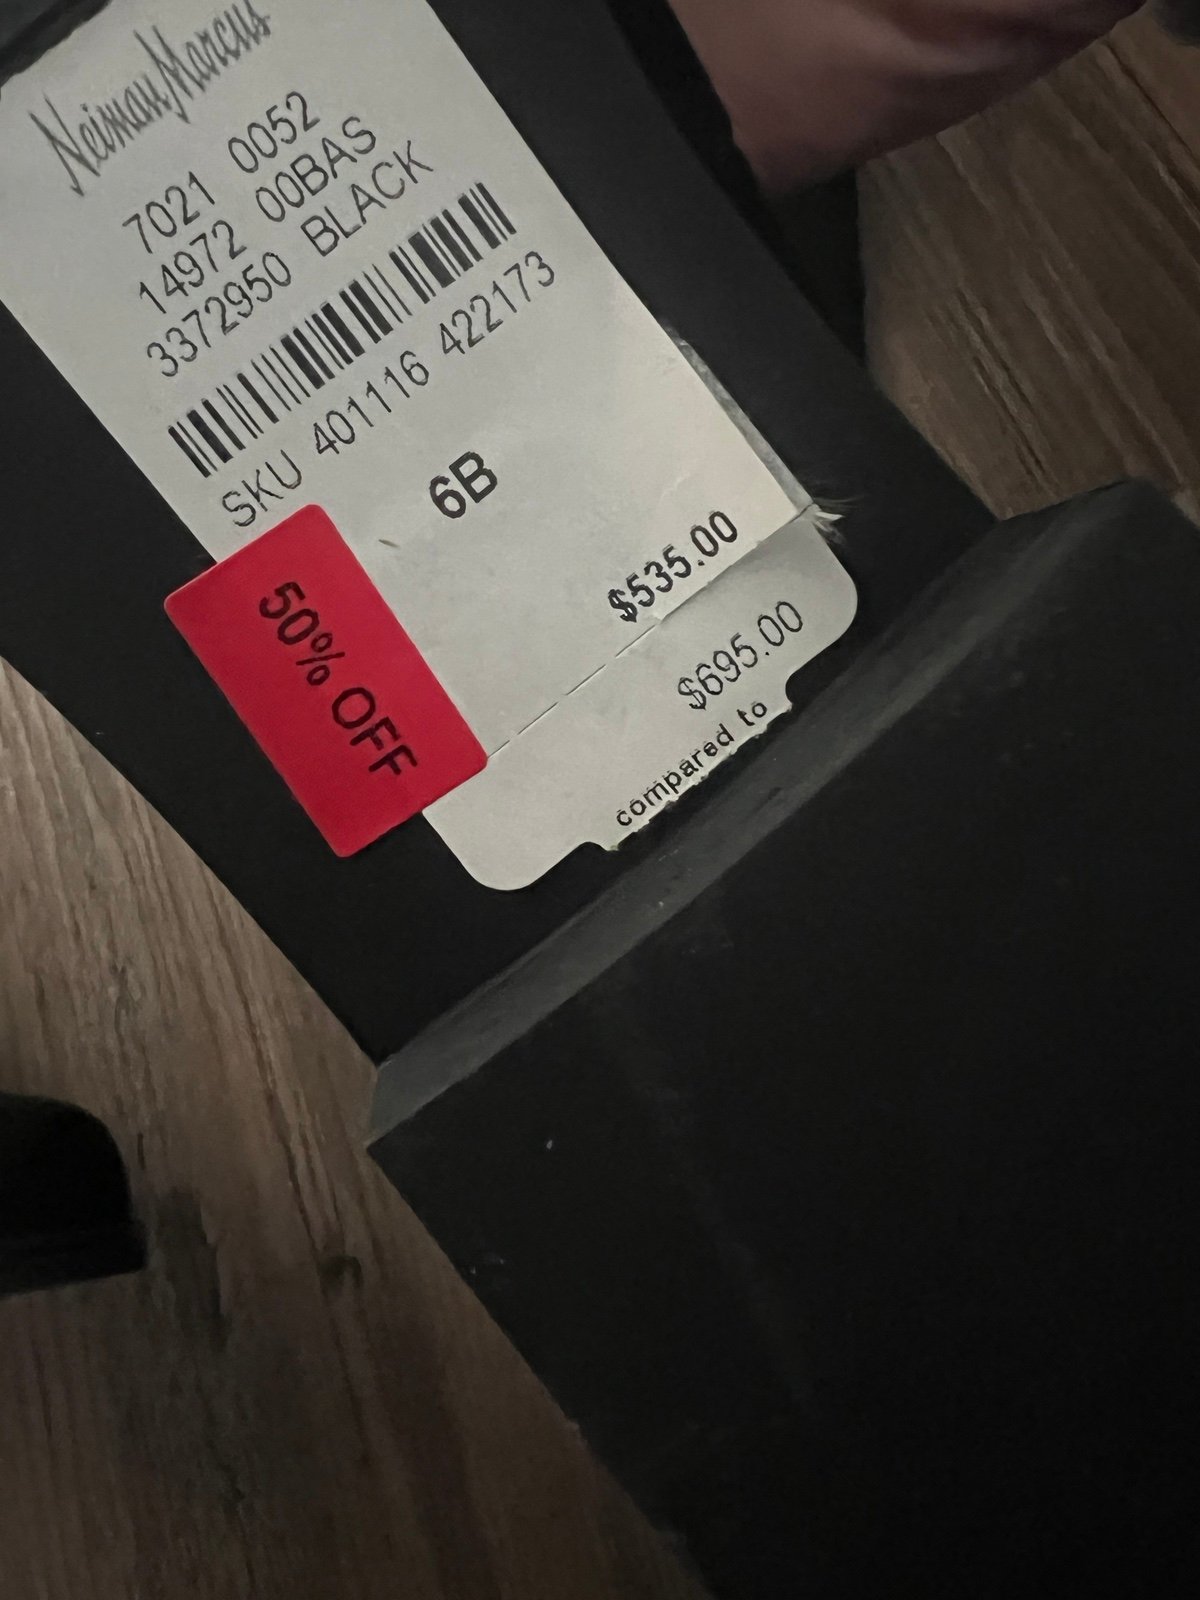 Neiman Marcus
7021 0052
14972 00BAS
3372950 BLACK
SKU 401116 422173
6B
50% OFF
$535.00
$695.00
compared to